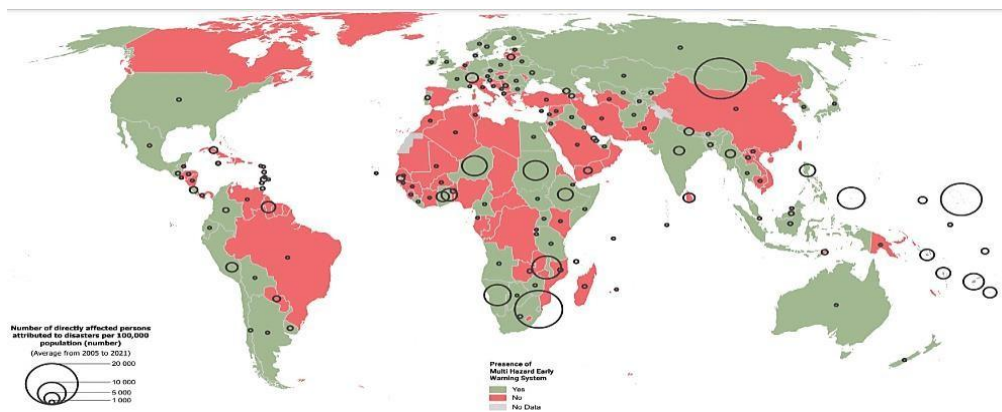 Number of directly affected persons
attributed to disasters per 100,000
population (number)
(Average from 2005 to 2021)
20 000
10 000
5 000
1 000
Presence of
Multi Hazard Early
Warning System
Yes
No
No Data